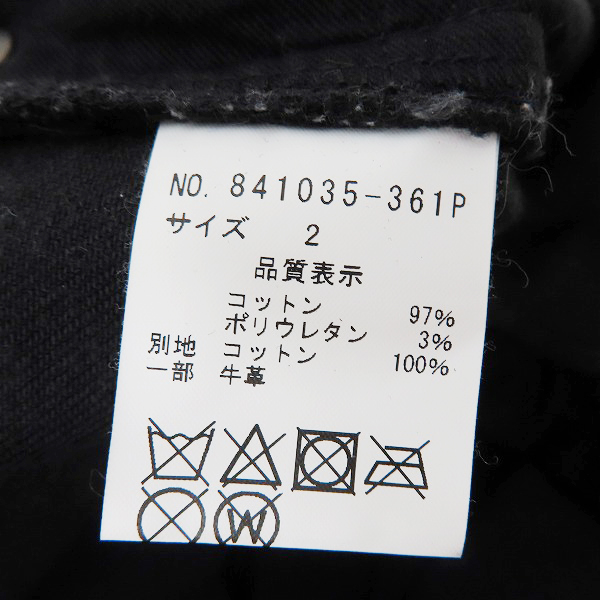 NO. 841035-361P
サイズ 2
品質表示
コットン 97%
ポリウレタン 3%
別地 コットン 100%
一部 牛革
W